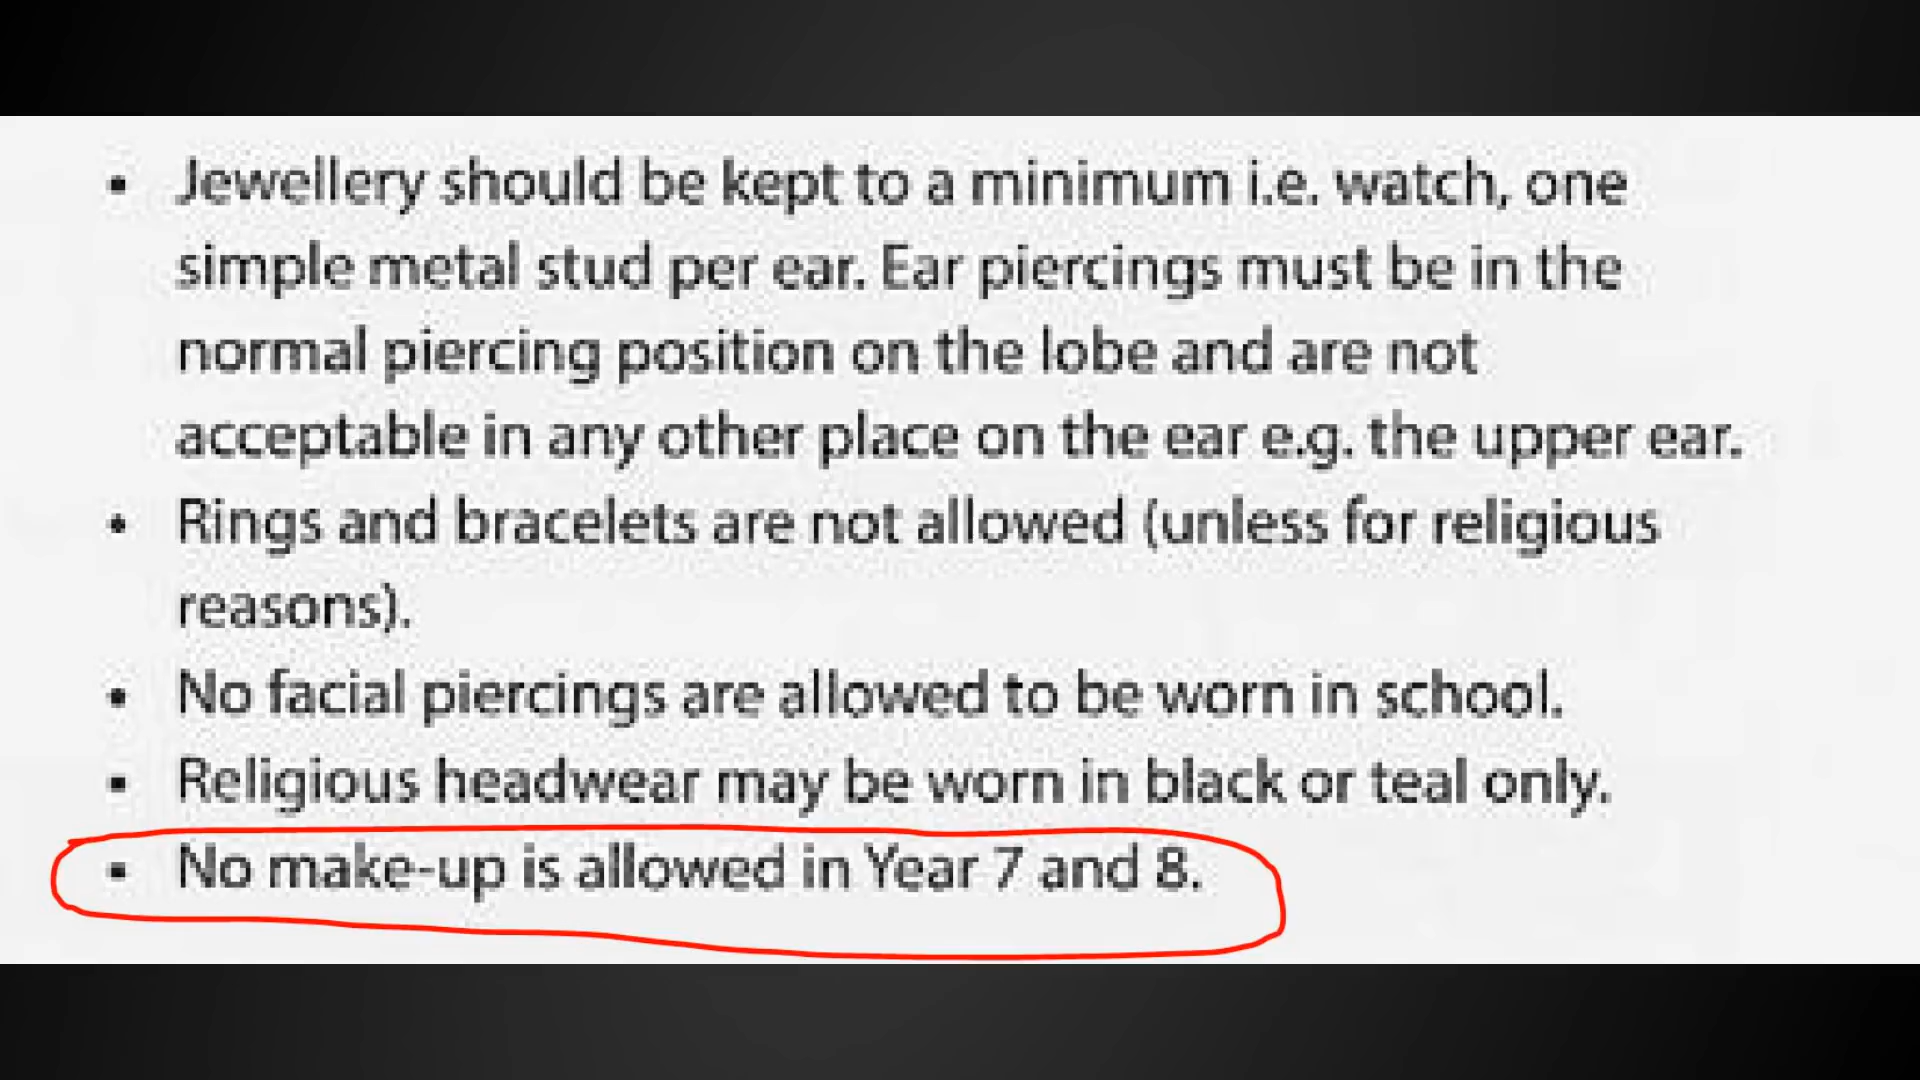 • Jewellery should be kept to a minimum i.e. watch, one
simple metal stud per ear. Ear piercings must be in the
normal piercing position on the lobe and are not
acceptable in any other place on the ear e.g. the upper ear.
• Rings and bracelets are not allowed (unless for religious
reasons).
• No facial piercings are allowed to be worn in school.
• Religious headwear may be worn in black or teal only.
• No make-up is allowed in Year 7 and 8.